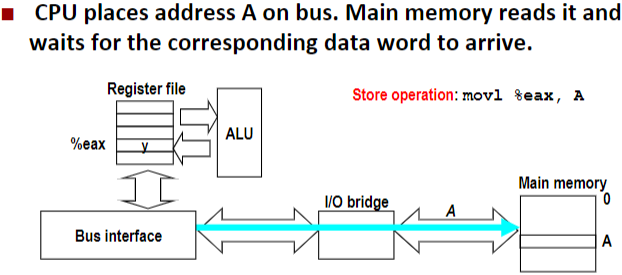 CPU places address A on bus. Main memory reads it and
waits for the corresponding data word to arrive.
Register file
Store operation: movl %eax, A
ALU
%eax
y
Main memory
0
I/O bridge
A
A
Bus interface